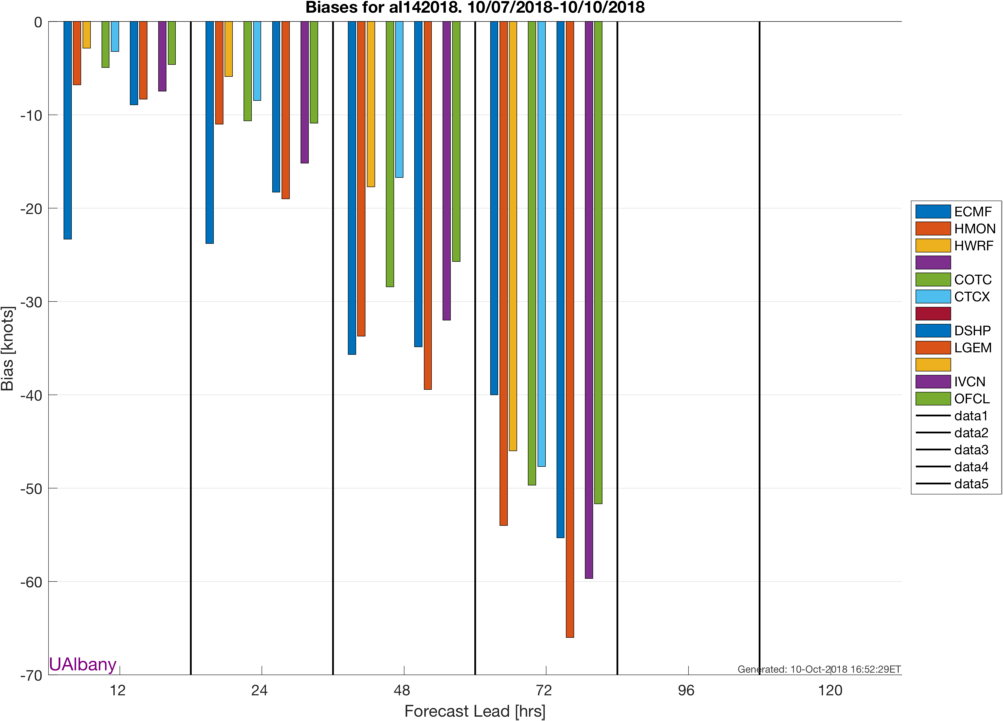 Biases for al142018. 10/07/2018-10/10/2018
0
-10
-20
-30
-40
-50
-60
-70
Bias [knots]
12
24
48
72
96
120
Forecast Lead [hrs]
UAlbany
Generated: 10-Oct-2018 16:52:29ET
ECMF
HMON
HWRF
COTC
CTCX
DSHP
LGEM
IVCN
OFCL
data1
data2
data3
data4
data5